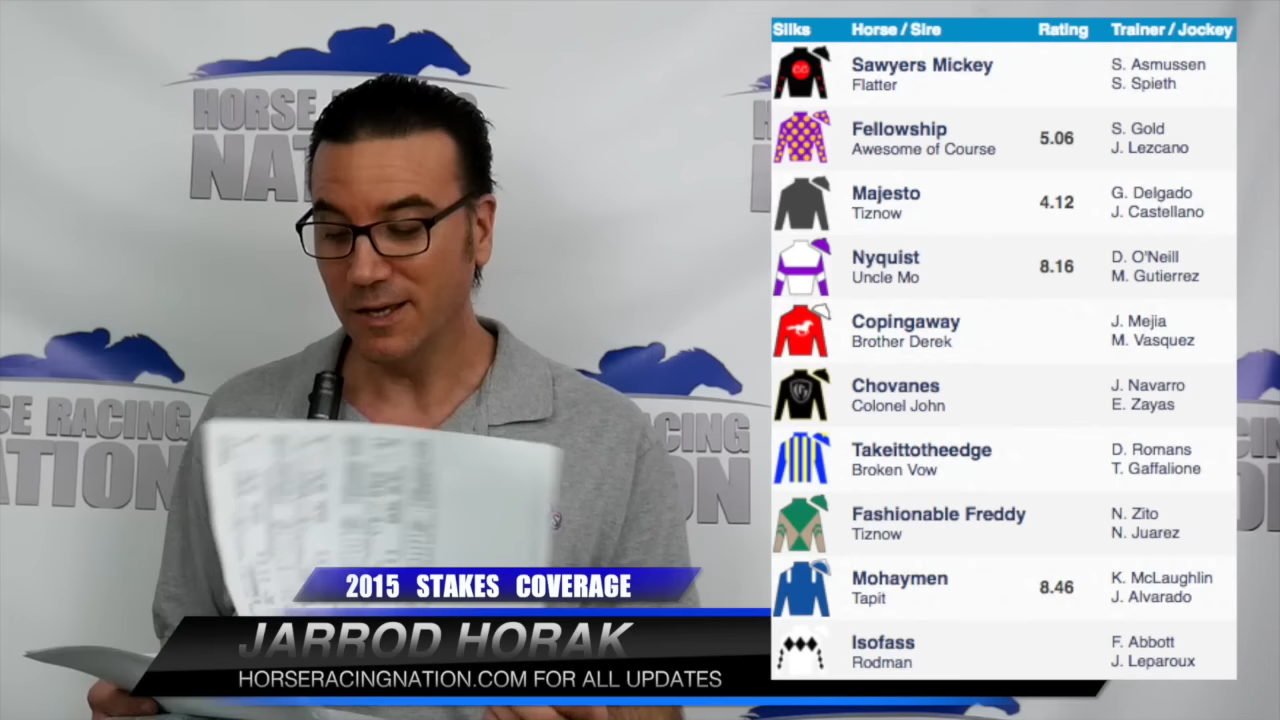 HORSE RACING
NATION
SE RACING
TION
CING
ON
Silks Horse / Sire Rating Trainer / Jockey
Sawyers Mickey S. Asmussen
Flatter S. Spieth
Fellowship 5.06 S. Gold
Awesome of Course J. Lezcano
Majesto 4.12 G. Delgado
Tiznow J. Castellano
Nyquist 8.16 D. O'Neill
Uncle Mo M. Gutierrez
Copingaway J. Mejia
Brother Derek M. Vasquez
Chovanes J. Navarro
Colonel John E. Zayas
Takeittotheedge D. Romans
Broken Vow T. Gaffalione
Fashionable Freddy N. Zito
Tiznow N. Juarez
Mohaymen 8.46 K. McLaughlin
Tapit J. Alvarado
Isofass F. Abbott
Rodman J. Leparoux
2015 STAKES COVERAGE
JARROD HORAK
HORSERACINGNATION.COM FOR ALL UPDATES